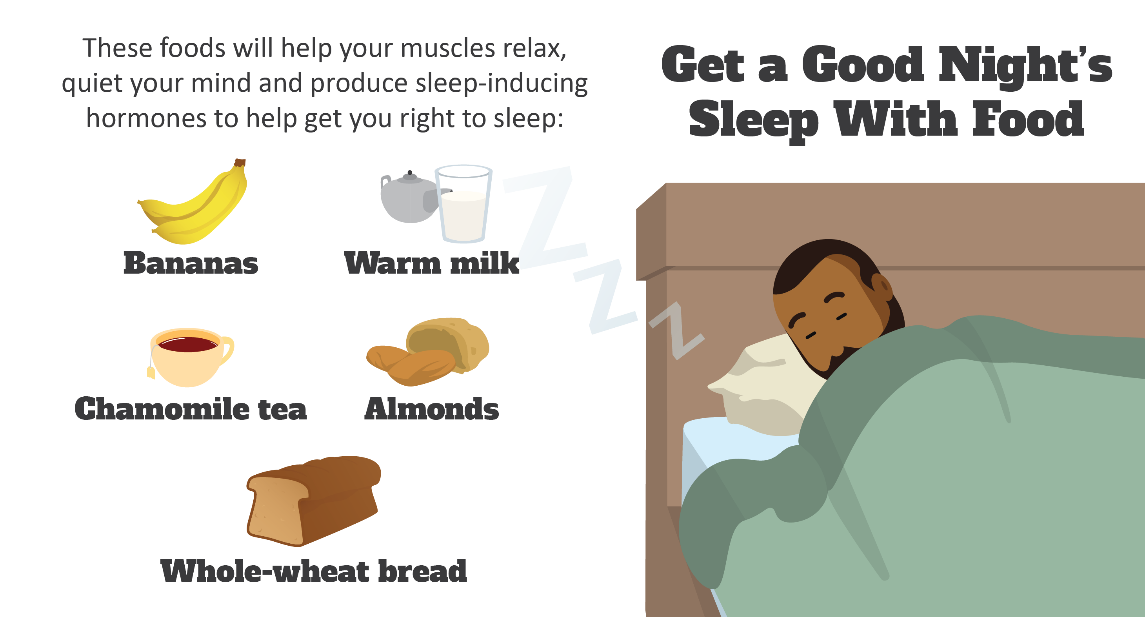 These foods will help your muscles relax,
quiet your mind and produce sleep-inducing
hormones to help get you right to sleep:
Bananas
Warm milk
Chamomile tea
Almonds
Whole-wheat bread
Get a Good Night's
Sleep With Food
Z
Z
Z